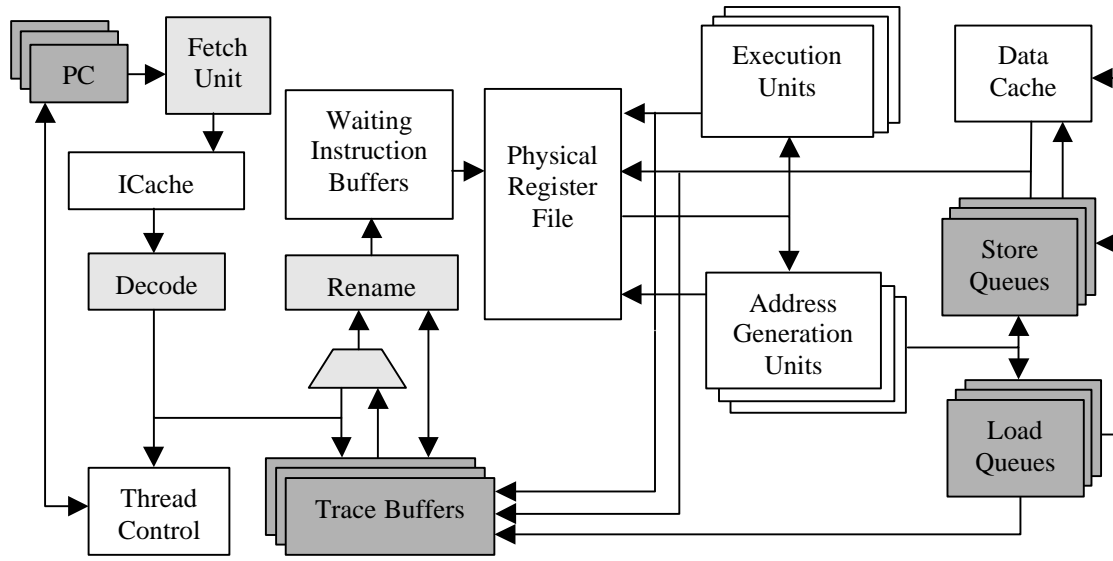 PC
Fetch
Unit
ICache
Decode
Thread
Control
Waiting
Instruction
Buffers
Rename
Trace Buffers
Physical
Register
File
Execution
Units
Address
Generation
Units
Data
Cache
Store
Queues
Load
Queues